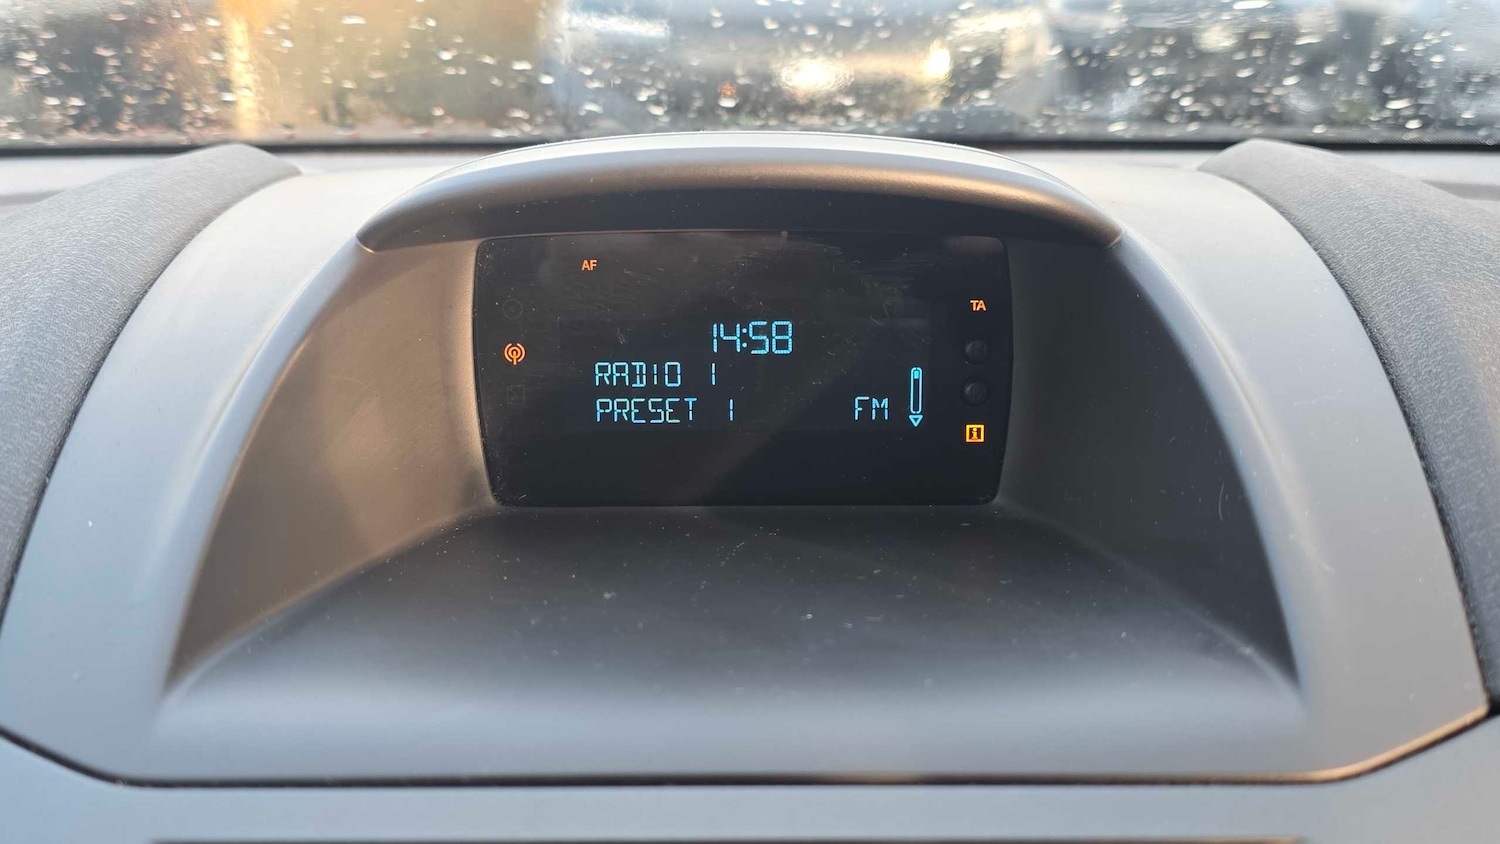 AF
TA
14:58
RADIO 1
PRESET 1 FM
i